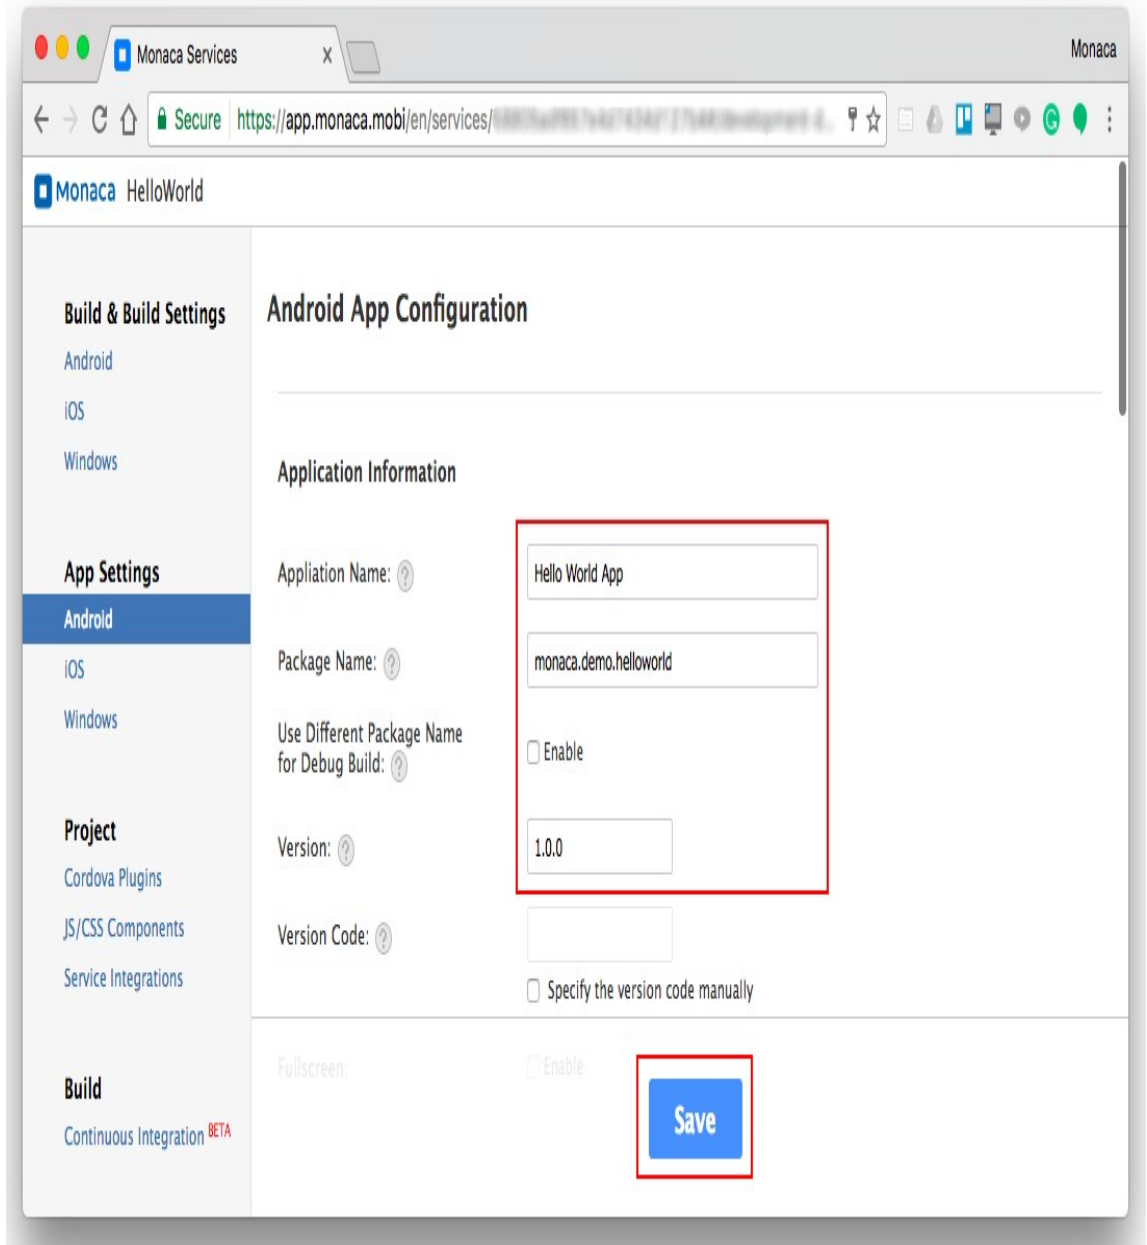 Monaca Services
Monaca
Secure https://app.monaca.mobi/en/services/
Monaca HelloWorld
Build & Build Settings
Android
iOS
Windows
App Settings
Android
iOS
Windows
Project
Cordova Plugins
JS/CSS Components
Service Integrations
Build
Continuous Integration BETA
Android App Configuration
Application Information
Appliation Name: ?
Hello World App
Package Name: ?
monaca.demo.helloworld
Use Different Package Name
for Debug Build: ?
Enable
Version: ?
1.0.0
Version Code: ?
Specify the version code manually
Fullscreen:
Enable
Save